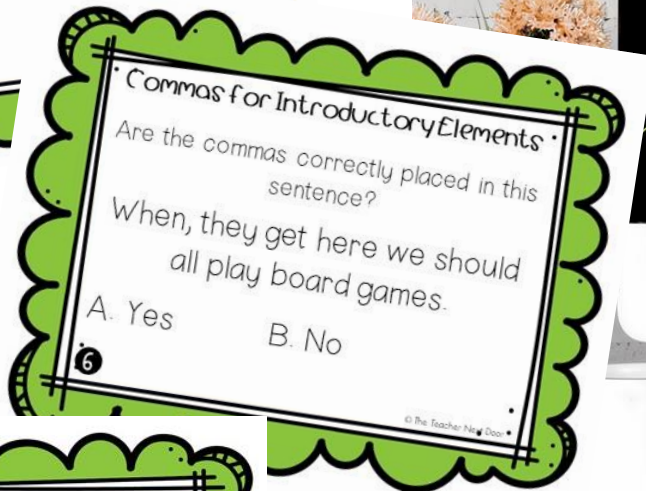 Commas for Introductory Elements
Are the commas correctly placed in this
sentence?
When, they get here we should
all play board games.
A. Yes B. No
6
© The Teacher Next Door